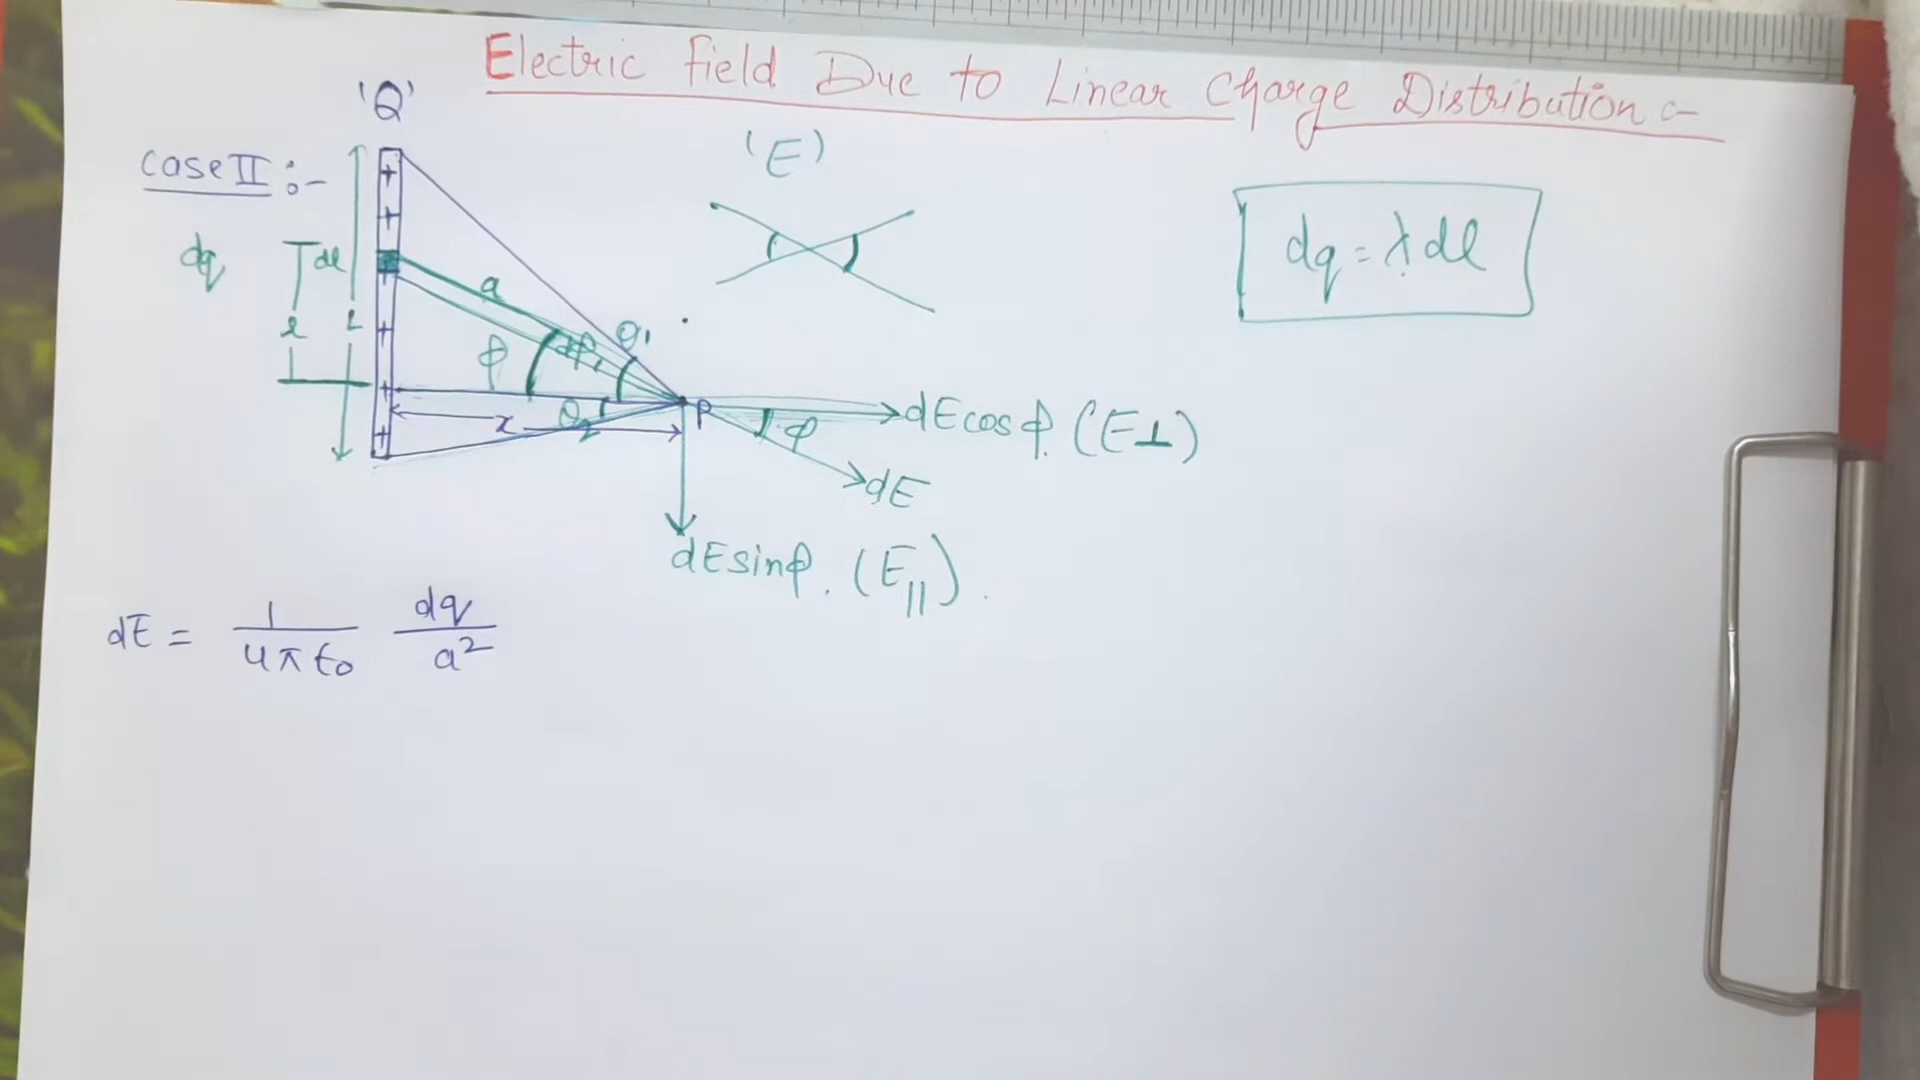 Electric field Due to Linear Charge Distribution :-
'Q'
Case II :-
'E'
dq = λ dl
dq
dl
a
l
L
θ1
φ
dφ
P
x
θ2
φ
dE cos φ. (E⊥)
dE
dE sin φ. (E||).
dE = 1/4πε0 dq/a²